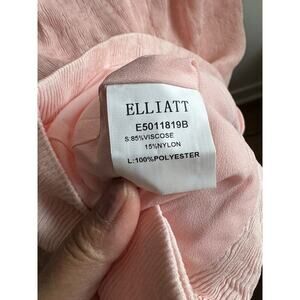 ELLIATT
E5011819B
S:85%VISCOSE
15%NYLON
L:100%POLYESTER